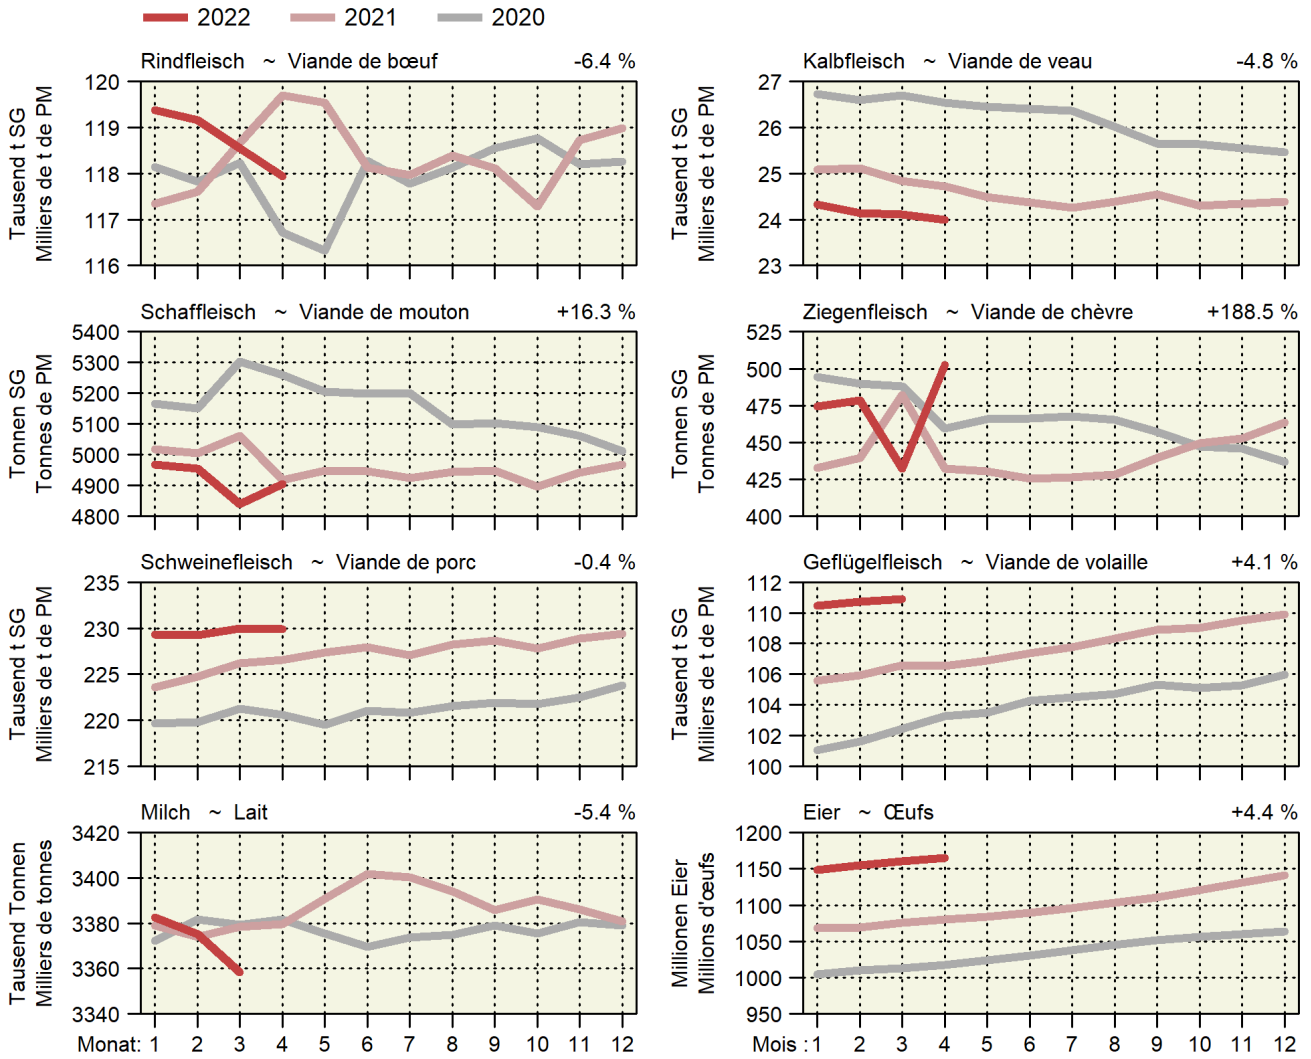 2022 2021 2020
Rindfleisch ~ Viande de bœuf -6.4 %
Tausend t SG
Milliers de t de PM
120
119
118
117
116
Kalbfleisch ~ Viande de veau -4.8 %
Tausend t SG
Milliers de t de PM
27
26
25
24
23
Schaffleisch ~ Viande de mouton +16.3 %
Tonnen SG
Tonnes de PM
5400
5300
5200
5100
5000
4900
4800
Ziegenfleisch ~ Viande de chèvre +188.5 %
Tonnen SG
Tonnes de PM
525
500
475
450
425
400
Schweinefleisch ~ Viande de porc -0.4 %
Tausend t SG
Milliers de t de PM
235
230
225
220
215
Geflügelfleisch ~ Viande de volaille +4.1 %
Tausend t SG
Milliers de t de PM
112
110
108
106
104
102
100
Milch ~ Lait -5.4 %
Tausend Tonnen
Milliers de tonnes
3420
3400
3380
3360
3340
Monat: 1 2 3 4 5 6 7 8 9 10 11 12
Eier ~ Œufs +4.4 %
Millionen Eier
Millions d'œufs
1200
1150
1100
1050
1000
950
Mois : 1 2 3 4 5 6 7 8 9 10 11 12